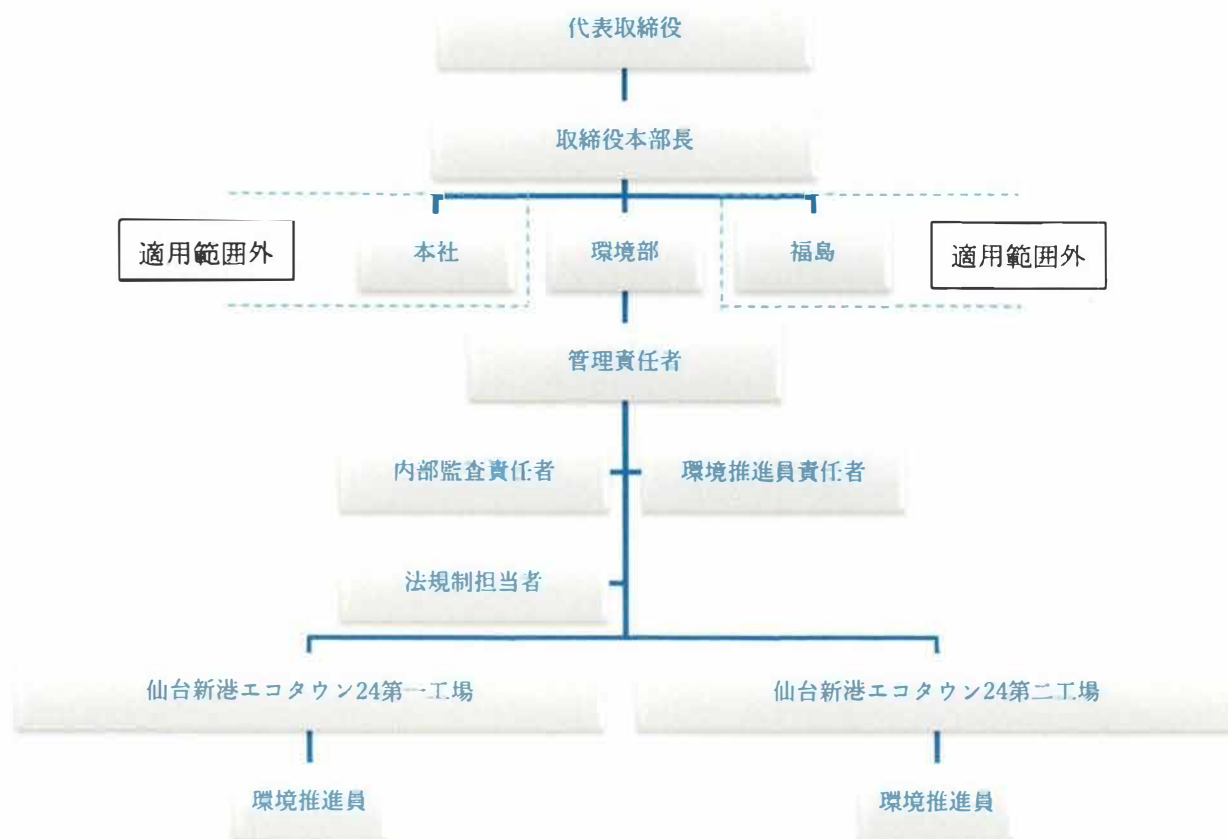 代表取締役
取締役本部長
適用範囲外
本社
環境部
福島
適用範囲外
管理責任者
内部監査責任者
環境推進員責任者
法規制担当者
仙台新港エコタウン24第一工場
仙台新港エコタウン24第二工場
環境推進員
環境推進員